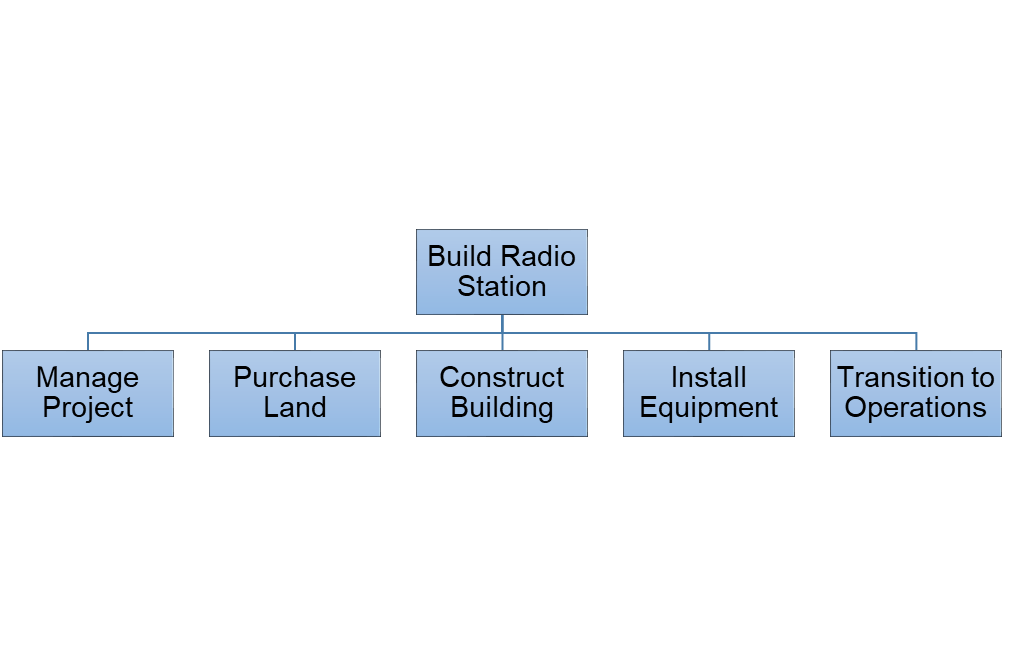 Build Radio
Station
Manage
Project
Purchase
Land
Construct
Building
Install
Equipment
Transition to
Operations